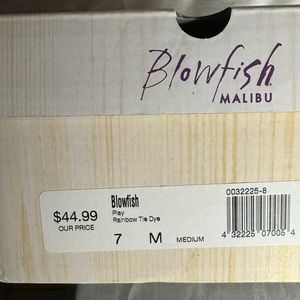 Blowfish
MALIBU
Blowfish
0032225-8
$44.99
Play
OUR PRICE
Rainbow Tie Dye
7 M MEDIUM
4 32225 07005 4